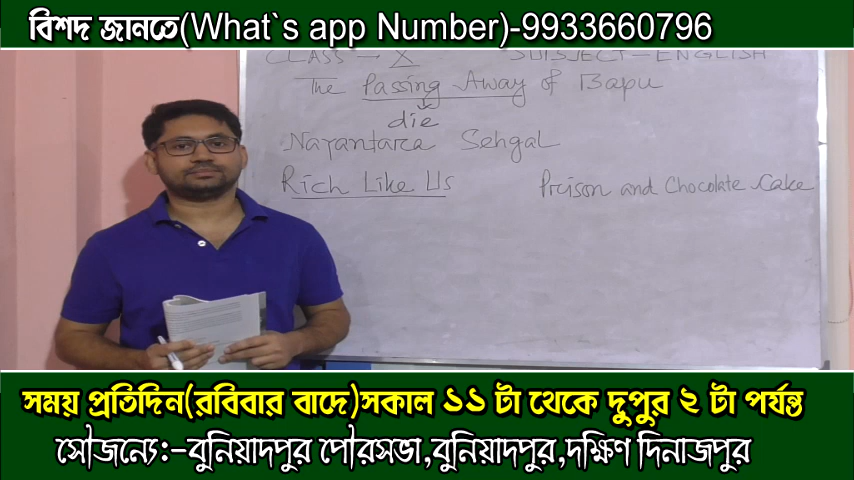 বিশদ জানতে(What`s app Number)-9933660796
CLASS - X SUBJECT - ENGLISH
The Passing Away of Bapu
die
Nayantara Sehgal
Rich Like Us Prison and Chocolate Cake
সময় প্রতিদিন(রবিবার বাদে)সকাল ১১ টা থেকে দুপুর ২ টা পর্যন্ত
সৌজন্যে:-বুনিয়াদপুর পৌরসভা,বুনিয়াদপুর,দক্ষিণ দিনাজপুর